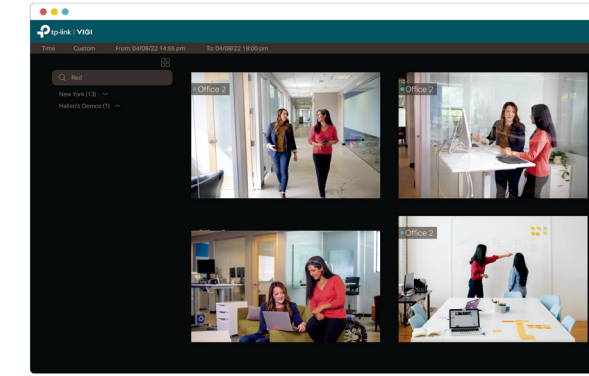 tp-link | VIGI
Time Custom From: 04/08/22 14:55 pm To: 04/08/22 19:00 pm
Red
New York (13)
Hallen's Demos (1)
Office 2
Office 2
Office 2